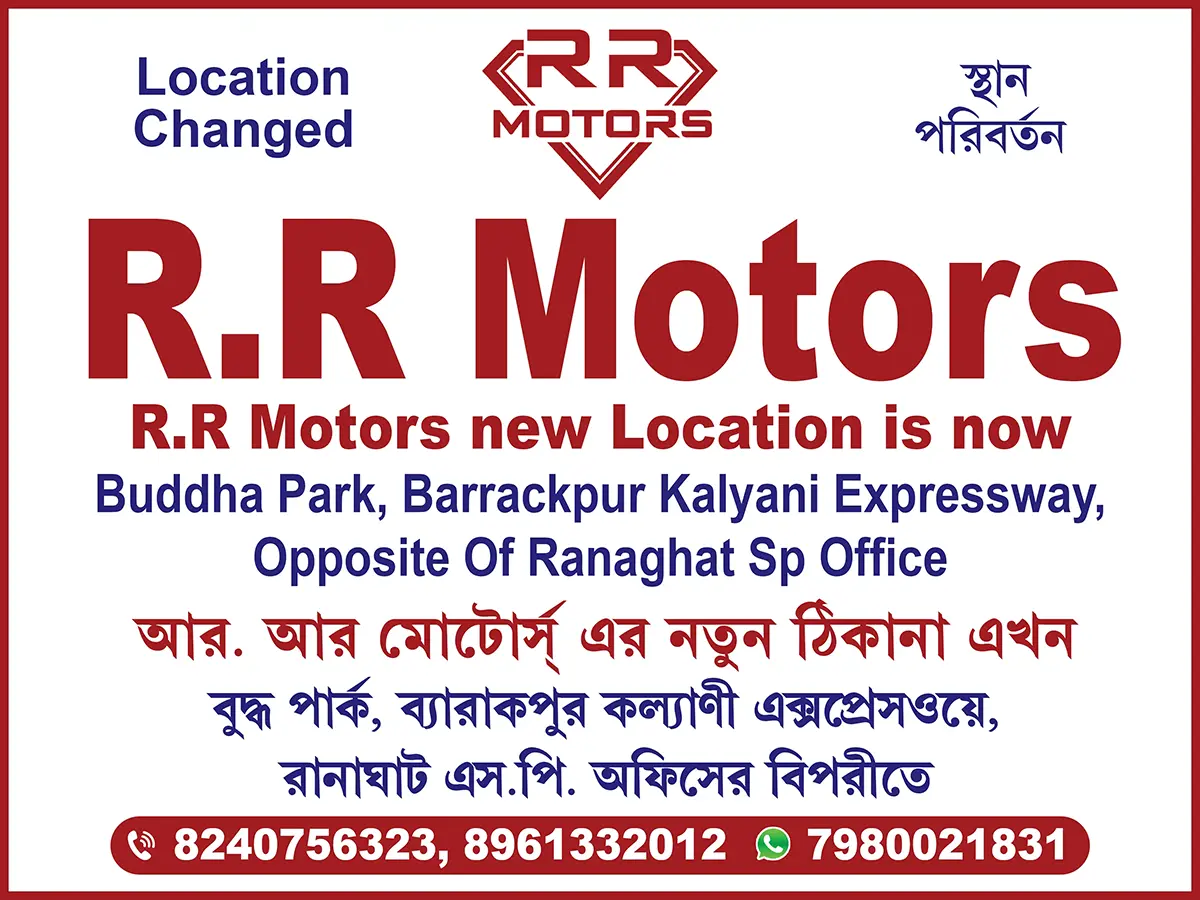 Location
Changed
RR
MOTORS
স্থান
পরিবর্তন
R.R Motors
R.R Motors new Location is now
Buddha Park, Barrackpur Kalyani Expressway,
Opposite Of Ranaghat Sp Office
আর. আর মোটোর্স্ এর নতুন ঠিকানা এখন
বুদ্ধ পার্ক, ব্যারাকপুর কল্যাণী এক্সপ্রেসওয়ে,
রানাঘাট এস.পি. অফিসের বিপরীতে
8240756323, 8961332012 7980021831